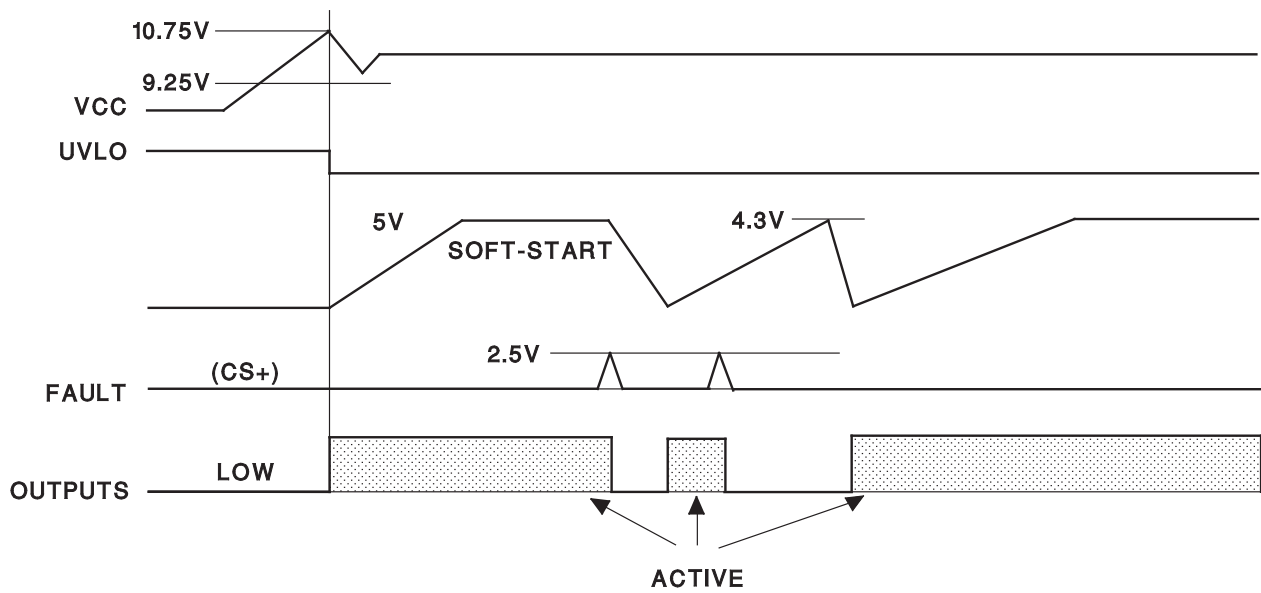 10.75V
9.25V
VCC
UVLO
5V
4.3V
SOFT-START
2.5V
(CS+)
FAULT
LOW
OUTPUTS
ACTIVE